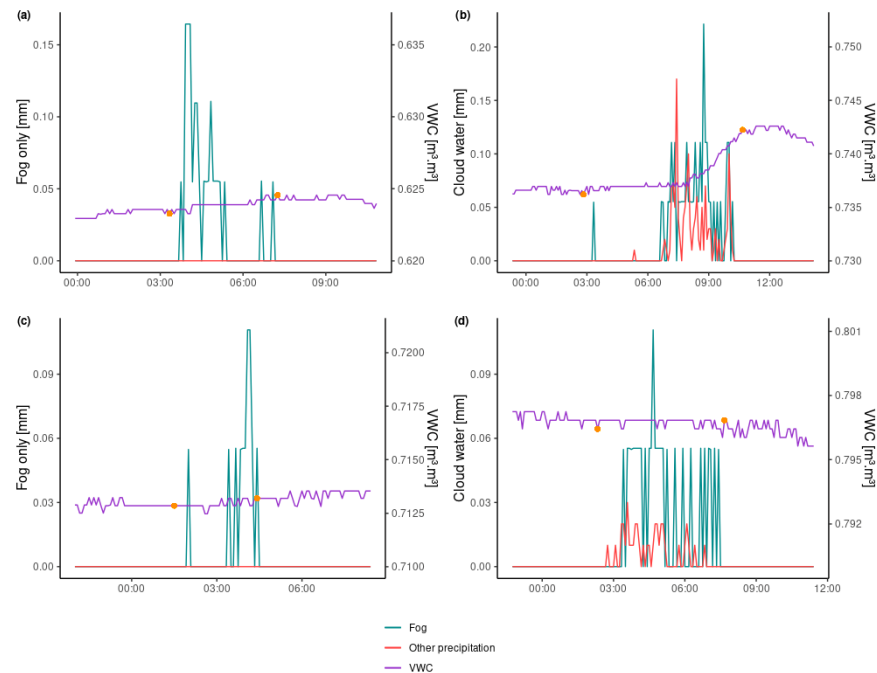 (a)
(b)
0.15
0.10
0.05
0.00
Fog only [mm]
0.635
0.630
0.625
0.620
VWC [m³.m³]
00:00 03:00 06:00 09:00
0.20
0.15
0.10
0.05
0.00
Cloud water [mm]
0.750
0.745
0.740
0.735
0.730
VWC [m³.m³]
00:00 03:00 06:00 09:00 12:00
(c)
(d)
0.09
0.06
0.03
0.00
Fog only [mm]
0.7200
0.7175
0.7150
0.7125
0.7100
VWC [m³.m³]
00:00 03:00 06:00
0.09
0.06
0.03
0.00
Cloud water [mm]
0.801
0.798
0.795
0.792
VWC [m³.m³]
00:00 03:00 06:00 09:00 12:00
Fog
Other precipitation
VWC